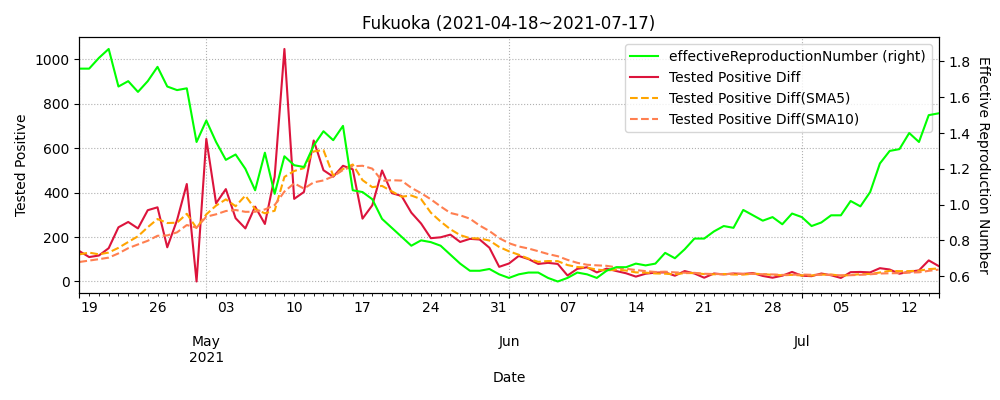 Fukuoka (2021-04-18~2021-07-17)
effectiveReproductionNumber (right)
Tested Positive Diff
Tested Positive Diff(SMA5)
Tested Positive Diff(SMA10)
Tested Positive
1000
800
600
400
200
0
1.8
1.6
1.4
1.2
1.0
0.8
0.6
Effective Reproduction Number
19 26 03 10 17 24 31 07 14 21 28 05 12
May Jun Jul
2021
Date